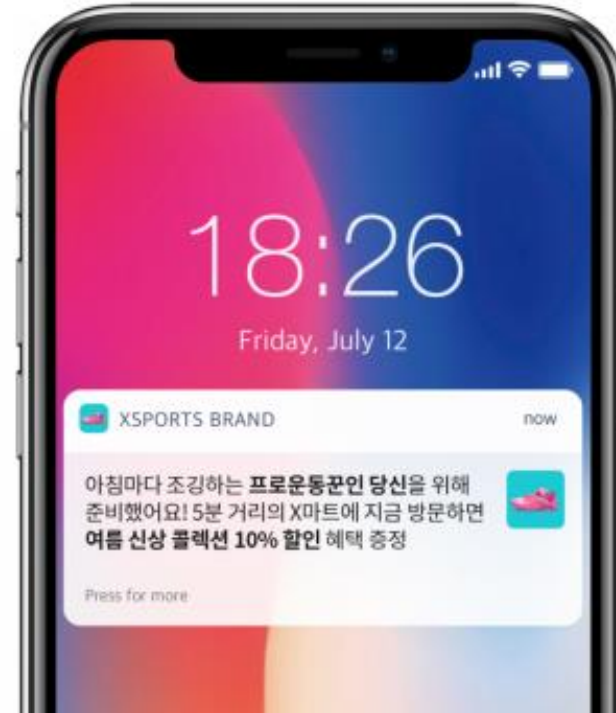 18:26
Friday, July 12
XSPORTS BRAND
now
아침마다 조깅하는 프로운동꾼인 당신을 위해
준비했어요! 5분 거리의 X마트에 지금 방문하면
여름 신상 콜렉션 10% 할인 혜택 증정
Press for more